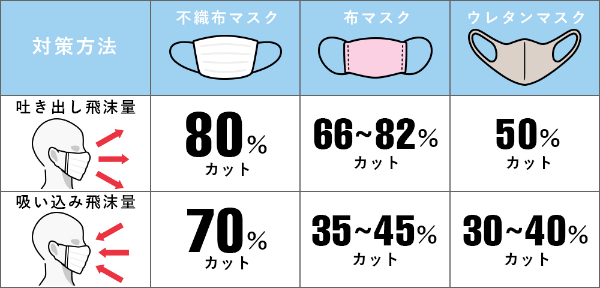 対策方法
不織布マスク
布マスク
ウレタンマスク
吐き出し飛沫量
80%
カット
66~82%
カット
50%
カット
吸い込み飛沫量
70%
カット
35~45%
カット
30~40%
カット